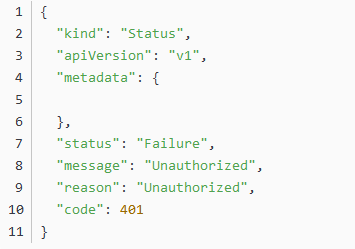 1 {
2   "kind": "Status",
3   "apiVersion": "v1",
4   "metadata": {
5
6   },
7   "status": "Failure",
8   "message": "Unauthorized",
9   "reason": "Unauthorized",
10   "code": 401
11 }